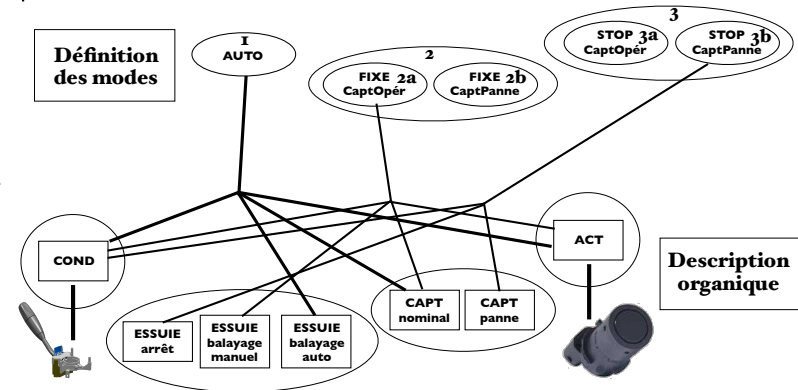 Définition
des modes
1
AUTO
2
FIXE 2a
CaptOpér
FIXE 2b
CaptPanne
3
STOP 3a
CaptOpér
STOP 3b
CaptPanne
COND
ACT
Description
organique
ESSUIE
arrêt
ESSUIE
balayage
manuel
ESSUIE
balayage
auto
CAPT
nominal
CAPT
panne